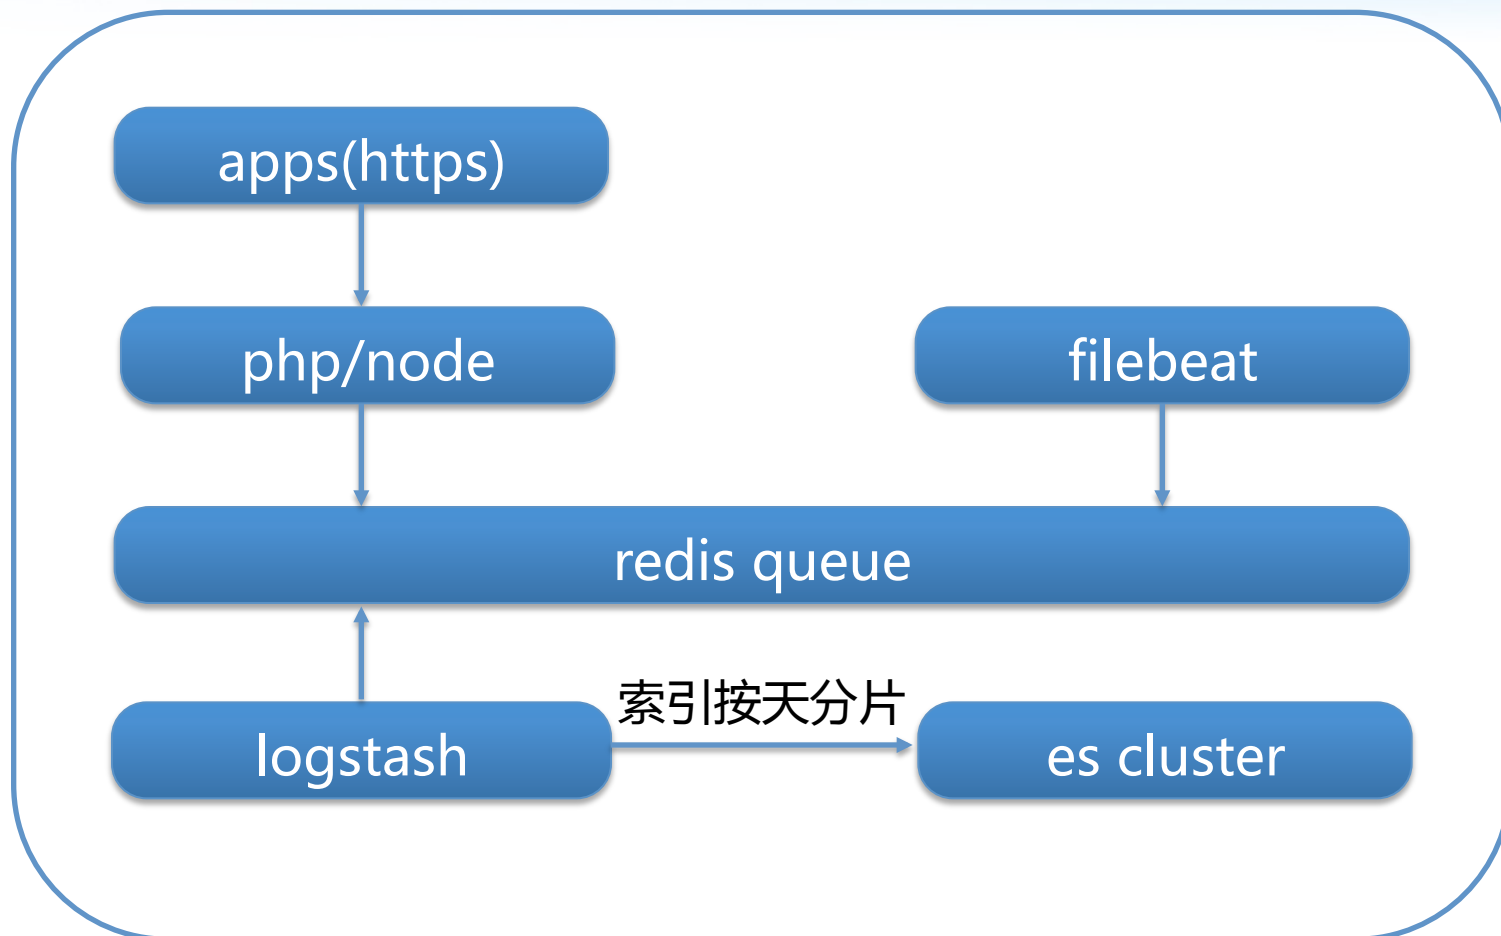 apps(https)
php/node
filebeat
redis queue
索引按天分片
logstash
es cluster